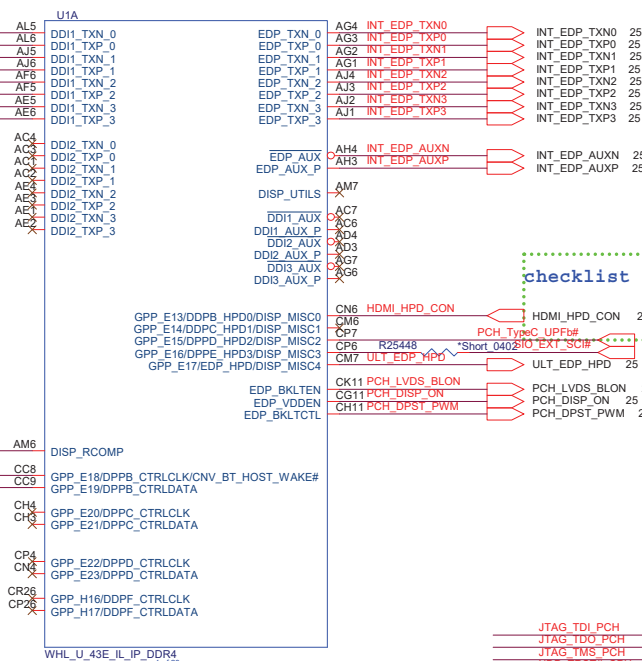 U1A
AL5 DDI1_TXN_0 EDP_TXN_0 AG4 INT_EDP_TXN0 INT_EDP_TXN0 25
AL6 DDI1_TXP_0 EDP_TXP_0 AG3 INT_EDP_TXP0 INT_EDP_TXP0 25
AJ5 DDI1_TXN_1 EDP_TXN_1 AG2 INT_EDP_TXN1 INT_EDP_TXN1 25
AJ6 DDI1_TXP_1 EDP_TXP_1 AG1 INT_EDP_TXP1 INT_EDP_TXP1 25
AF6 DDI1_TXN_2 EDP_TXN_2 AJ4 INT_EDP_TXN2 INT_EDP_TXN2 25
AF5 DDI1_TXP_2 EDP_TXP_2 AJ3 INT_EDP_TXP2 INT_EDP_TXP2 25
AE5 DDI1_TXN_3 EDP_TXN_3 AJ2 INT_EDP_TXN3 INT_EDP_TXN3 25
AE6 DDI1_TXP_3 EDP_TXP_3 AJ1 INT_EDP_TXP3 INT_EDP_TXP3 25
AC4 DDI2_TXN_0
AC3 DDI2_TXP_0 EDP_AUX AH4 INT_EDP_AUXN INT_EDP_AUXN 25
AC1 DDI2_TXN_1 EDP_AUX_P AH3 INT_EDP_AUXP INT_EDP_AUXP 25
AC2 DDI2_TXP_1
AE4 DDI2_TXN_2 DISP_UTILS AM7
AE3 DDI2_TXP_2
AE1 DDI2_TXN_3 DDI1_AUX AC7
AE2 DDI2_TXP_3 DDI1_AUX_P AC6
DDI2_AUX AD4
DDI2_AUX_P AD3
DDI3_AUX AG7
DDI3_AUX_P AG6
checklist
GPP_E13/DDPB_HPD0/DISP_MISC0 CN6 HDMI_HPD_CON HDMI_HPD_CON 2
GPP_E14/DDPC_HPD1/DISP_MISC1 CM6
GPP_E15/DPPD_HPD2/DISP_MISC2 CP7 PCH_TypeC_UPFb#
GPP_E16/DPPE_HPD3/DISP_MISC3 CP6 R25448 *Short_0402 SIO_EXT_SCI#
GPP_E17/EDP_HPD/DISP_MISC4 CM7 ULT_EDP_HPD ULT_EDP_HPD 25
EDP_BKLTEN CK11 PCH_LVDS_BLON PCH_LVDS_BLON
EDP_VDDEN CG11 PCH_DISP_ON PCH_DISP_ON 25
EDP_BKLTCTL CH11 PCH_DPST_PWM PCH_DPST_PWM 2
AM6 DISP_RCOMP
CC8 GPP_E18/DPPB_CTRLCLK/CNV_BT_HOST_WAKE#
CC9 GPP_E19/DPPB_CTRLDATA
CH4 GPP_E20/DPPC_CTRLCLK
CH3 GPP_E21/DPPC_CTRLDATA
CP4 GPP_E22/DPPD_CTRLCLK
CN4 GPP_E23/DPPD_CTRLDATA
CR26 GPP_H16/DDPF_CTRLCLK
CP26 GPP_H17/DDPF_CTRLDATA
JTAG_TDI_PCH
JTAG_TDO_PCH
WHL_U_43E_IL_IP_DDR4 JTAG_TMS_PCH